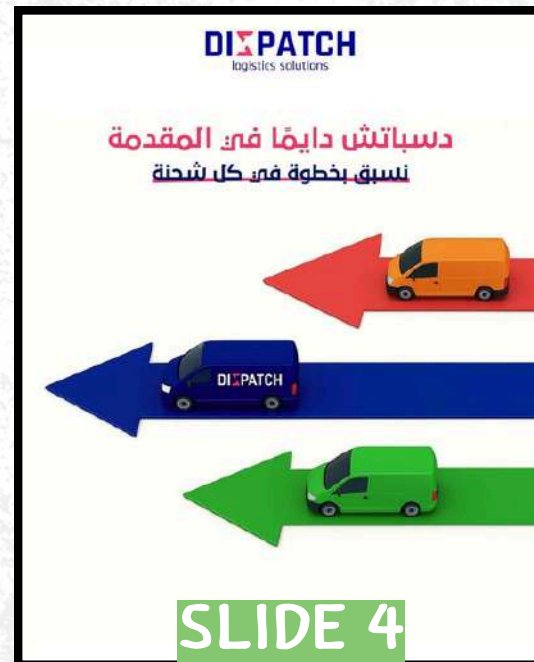 DISPATCH
logistics solutions
دسباتش دايمًا في المقدمة
نسبق بخطوة في كل شحنة
DISPATCH
SLIDE 4